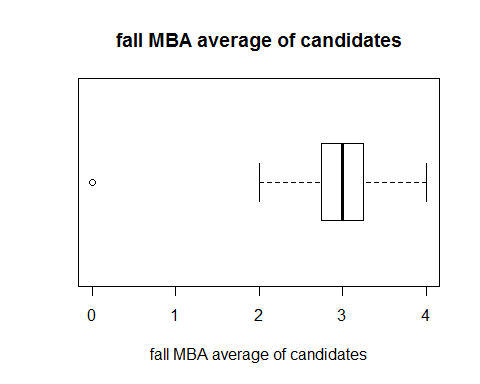 fall MBA average of candidates
0 1 2 3 4
fall MBA average of candidates